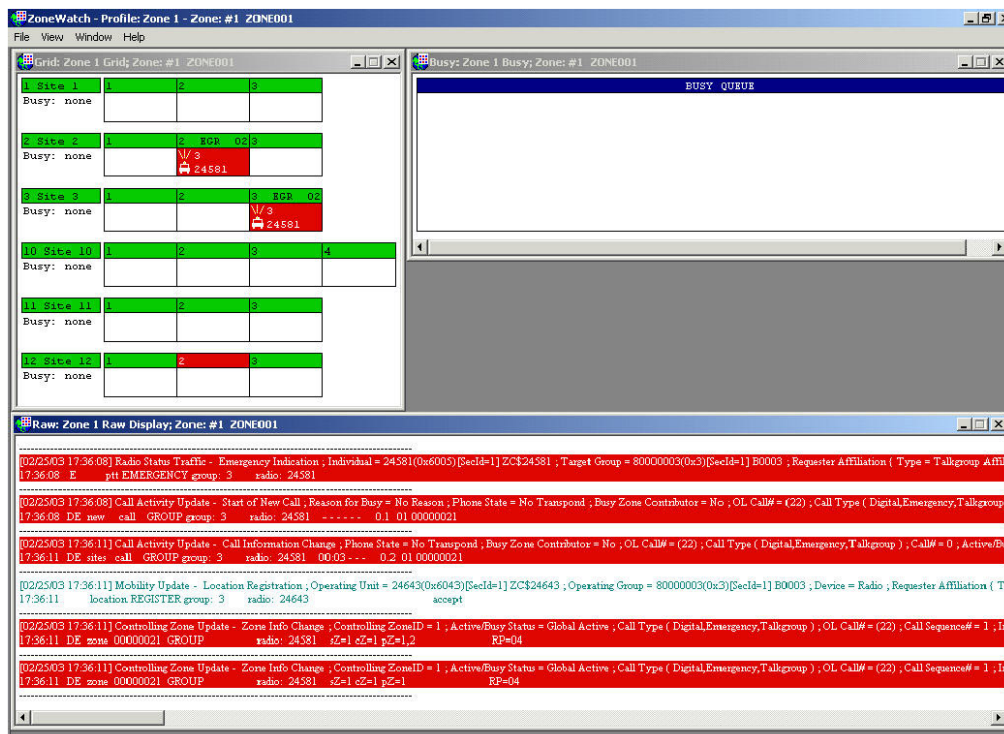 ZoneWatch - Profile: Zone 1 - Zone: #1 ZONE001
File View Window Help
Grid: Zone 1 Grid; Zone: #1 ZONE001
1 Site 1 1 2 3
Busy: none
2 Site 2 1 2 EGR 02 3
Busy: none
3
24581
3 Site 3 1 2 3 EGR 02
Busy: none
3
24581
10 Site 10 1 2 3 4
Busy: none
11 Site 11 1 2 3
Busy: none
12 Site 12 1 2 3
Busy: none
Busy: Zone 1 Busy; Zone: #1 ZONE001
BUSY QUEUE
Raw: Zone 1 Raw Display; Zone: #1 ZONE001
[02/25/03 17:36:08] Radio Status Traffic - Emergency Indication ; Individual = 24581(0x6005)[SecId=1] ZC$24581 ; Target Group = 80000003(0x3)[SecId=1] B0003 ; Requester Affiliation { Type = Talkgroup Affil
17:36:08 E ptt EMERGENCY group: 3 radio: 24581
[02/25/03 17:36:08] Call Activity Update - Start of New Call ; Reason for Busy = No Reason ; Phone State = No Transpond ; Busy Zone Contributor = No ; OL Call# = (22) ; Call Type ( Digital,Emergency,Talkgroup
17:36:08 DE new call GROUP group: 3 radio: 24581 - - - - - - 0.1 01 00000021
[02/25/03 17:36:11] Call Activity Update - Call Information Change ; Phone State = No Transpond ; Busy Zone Contributor = No ; OL Call# = (22) ; Call Type ( Digital,Emergency,Talkgroup ) ; Call# = 0 ; Active/Bu
17:36:11 DE sites call GROUP group: 3 radio: 24581 00:03 - - - 0.2 01 00000021
[02/25/03 17:36:11] Mobility Update - Location Registration ; Operating Unit = 24643(0x6043)[SecId=1] ZC$24643 ; Operating Group = 80000003(0x3)[SecId=1] B0003 ; Device = Radio ; Requester Affiliation { T
17:36:11 location REGISTER group: 3 radio: 24643 accept
[02/25/03 17:36:11] Controlling Zone Update - Zone Info Change ; Controlling ZoneID = 1 ; Active/Busy Status = Global Active ; Call Type ( Digital,Emergency,Talkgroup ) ; OL Call# = (22) ; Call Sequence# = 1 ; In
17:36:11 DE zone 00000021 GROUP radio: 24581 sZ=1 cZ=1 pZ=1,2 RP=04
[02/25/03 17:36:11] Controlling Zone Update - Zone Info Change ; Controlling ZoneID = 1 ; Active/Busy Status = Global Active ; Call Type ( Digital,Emergency,Talkgroup ) ; OL Call# = (22) ; Call Sequence# = 1 ; In
17:36:11 DE zone 00000021 GROUP radio: 24581 sZ=1 cZ=1 pZ=1 RP=04